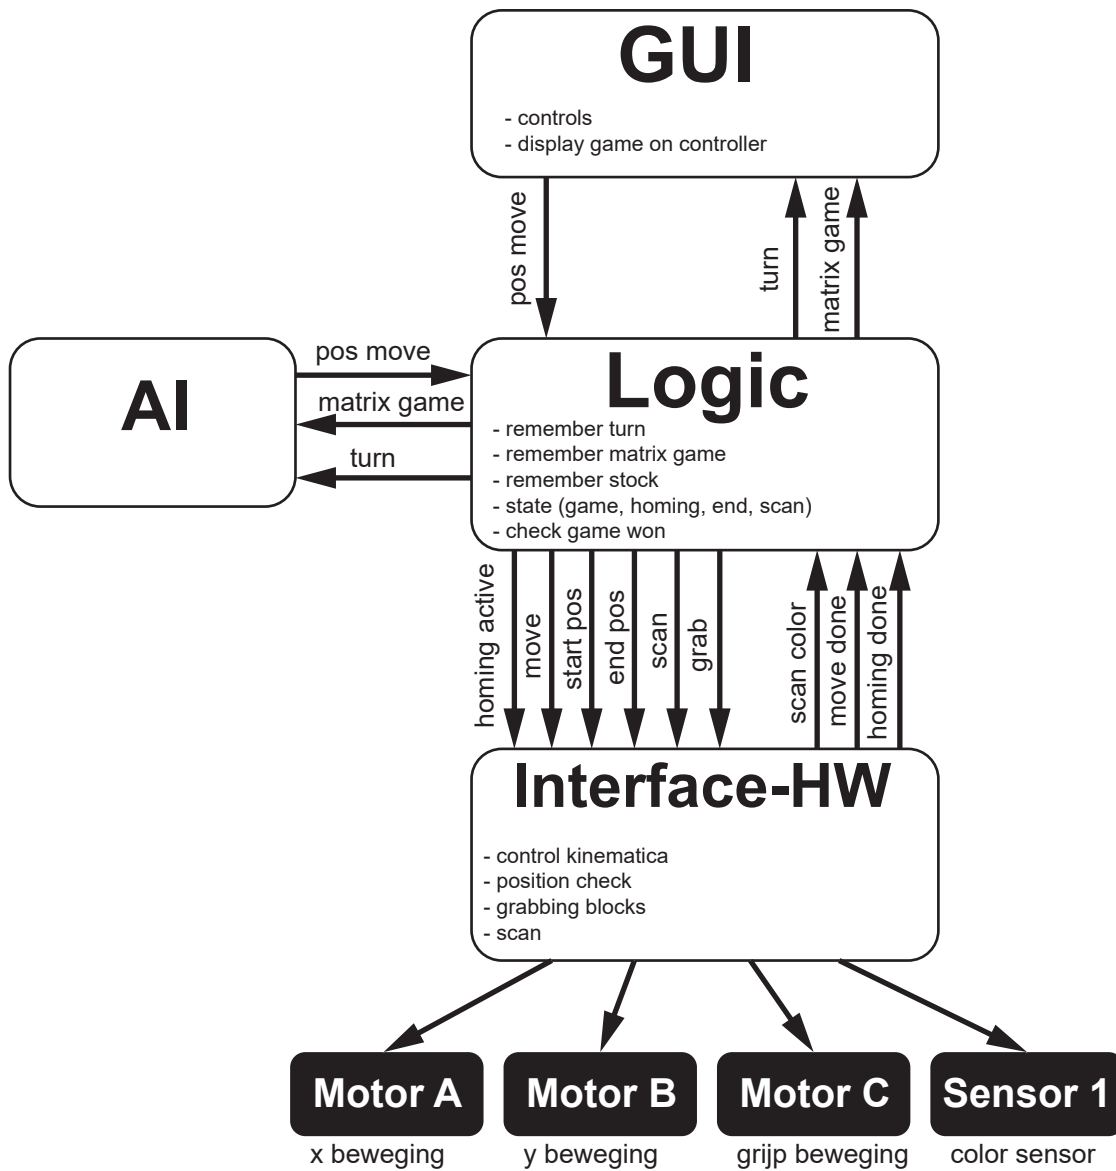 GUI
- controls
- display game on controller
pos move
turn
matrix game
AI
pos move
matrix game
turn
Logic
- remember turn
- remember matrix game
- remember stock
- state (game, homing, end, scan)
- check game won
homing active
move
start pos
end pos
scan
grab
scan color
move done
homing done
Interface-HW
- control kinematica
- position check
- grabbing blocks
- scan
Motor A
x beweging
Motor B
y beweging
Motor C
grijp beweging
Sensor 1
color sensor